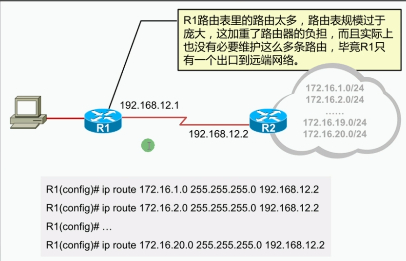 R1路由表里的路由太多，路由表规模过于
庞大，这加重了路由器的负担，而且实际上
也没有必要维护这么多条路由，毕竟R1只
有一个出口到远端网络。
172.16.1.0/24
172.16.2.0/24
......
172.16.19.0/24
172.16.20.0/24
192.168.12.1
R1
192.168.12.2
R2
R1(config)# ip route 172.16.1.0 255.255.255.0 192.168.12.2
R1(config)# ip route 172.16.2.0 255.255.255.0 192.168.12.2
R1(config)# ...
R1(config)# ip route 172.16.20.0 255.255.255.0 192.168.12.2